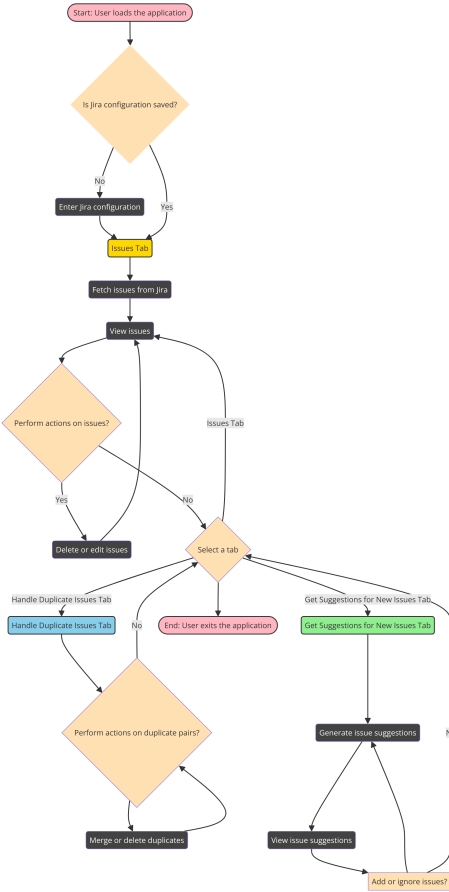 Start: User loads the application
Is Jira configuration saved?
No
Enter Jira configuration
Yes
Issues Tab
Fetch issues from Jira
View issues
Perform actions on issues?
Issues Tab
Yes
No
Delete or edit issues
Select a tab
Handle Duplicate Issues Tab
Get Suggestions for New Issues Tab
Handle Duplicate Issues Tab
No
End: User exits the application
Get Suggestions for New Issues Tab
Perform actions on duplicate pairs?
Generate issue suggestions
Merge or delete duplicates
View issue suggestions
Add or ignore issues?